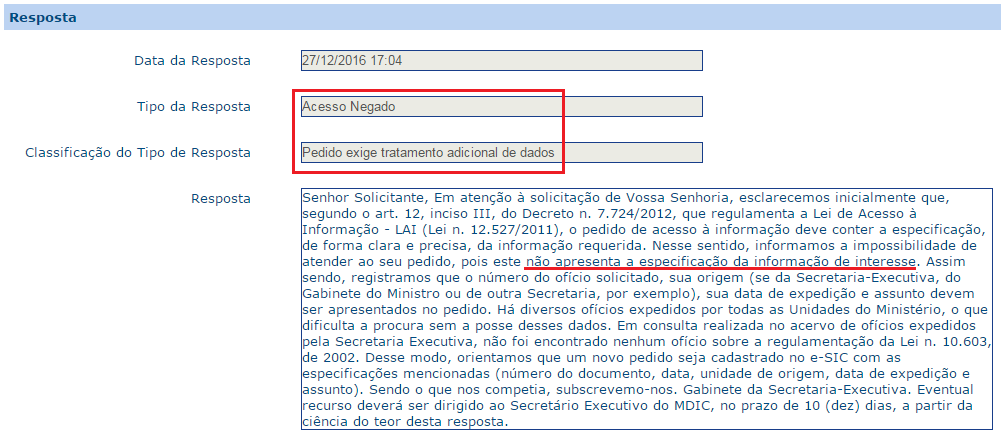 Resposta
Data da Resposta
27/12/2016 17:04
Tipo da Resposta
Acesso Negado
Classificação do Tipo de Resposta
Pedido exige tratamento adicional de dados
Resposta
Senhor Solicitante, Em atenção à solicitação de Vossa Senhoria, esclarecemos inicialmente que,
segundo o art. 12, inciso III, do Decreto n. 7.724/2012, que regulamenta a Lei de Acesso à
Informação - LAI (Lei n. 12.527/2011), o pedido de acesso à informação deve conter a especificação,
de forma clara e precisa, da informação requerida. Nesse sentido, informamos a impossibilidade de
atender ao seu pedido, pois este não apresenta a especificação da informação de interesse. Assim
sendo, registramos que o número do ofício solicitado, sua origem (se da Secretaria-Executiva, do
Gabinete do Ministro ou de outra Secretaria, por exemplo), sua data de expedição e assunto devem
ser apresentados no pedido. Há diversos ofícios expedidos por todas as Unidades do Ministério, o que
dificulta a procura sem a posse desses dados. Em consulta realizada no acervo de ofícios expedidos
pela Secretaria Executiva, não foi encontrado nenhum ofício sobre a regulamentação da Lei n. 10.603,
de 2002. Desse modo, orientamos que um novo pedido seja cadastrado no e-SIC com as
especificações mencionadas (número do documento, data, unidade de origem, data de expedição e
assunto). Sendo o que nos competia, subscrevemo-nos. Gabinete da Secretaria-Executiva. Eventual
recurso deverá ser dirigido ao Secretário Executivo do MDIC, no prazo de 10 (dez) dias, a partir da
ciência do teor desta resposta.